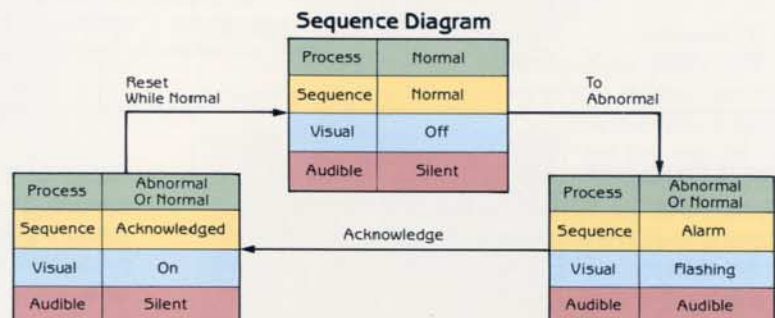 Sequence Diagram
Process Normal
Sequence Normal
Visual Off
Audible Silent
Reset
While Normal
To
Abnormal
Process Abnormal
Or Normal
Sequence Acknowledged
Visual On
Audible Silent
Acknowledge
Process Abnormal
Or Normal
Sequence Alarm
Visual Flashing
Audible Audible